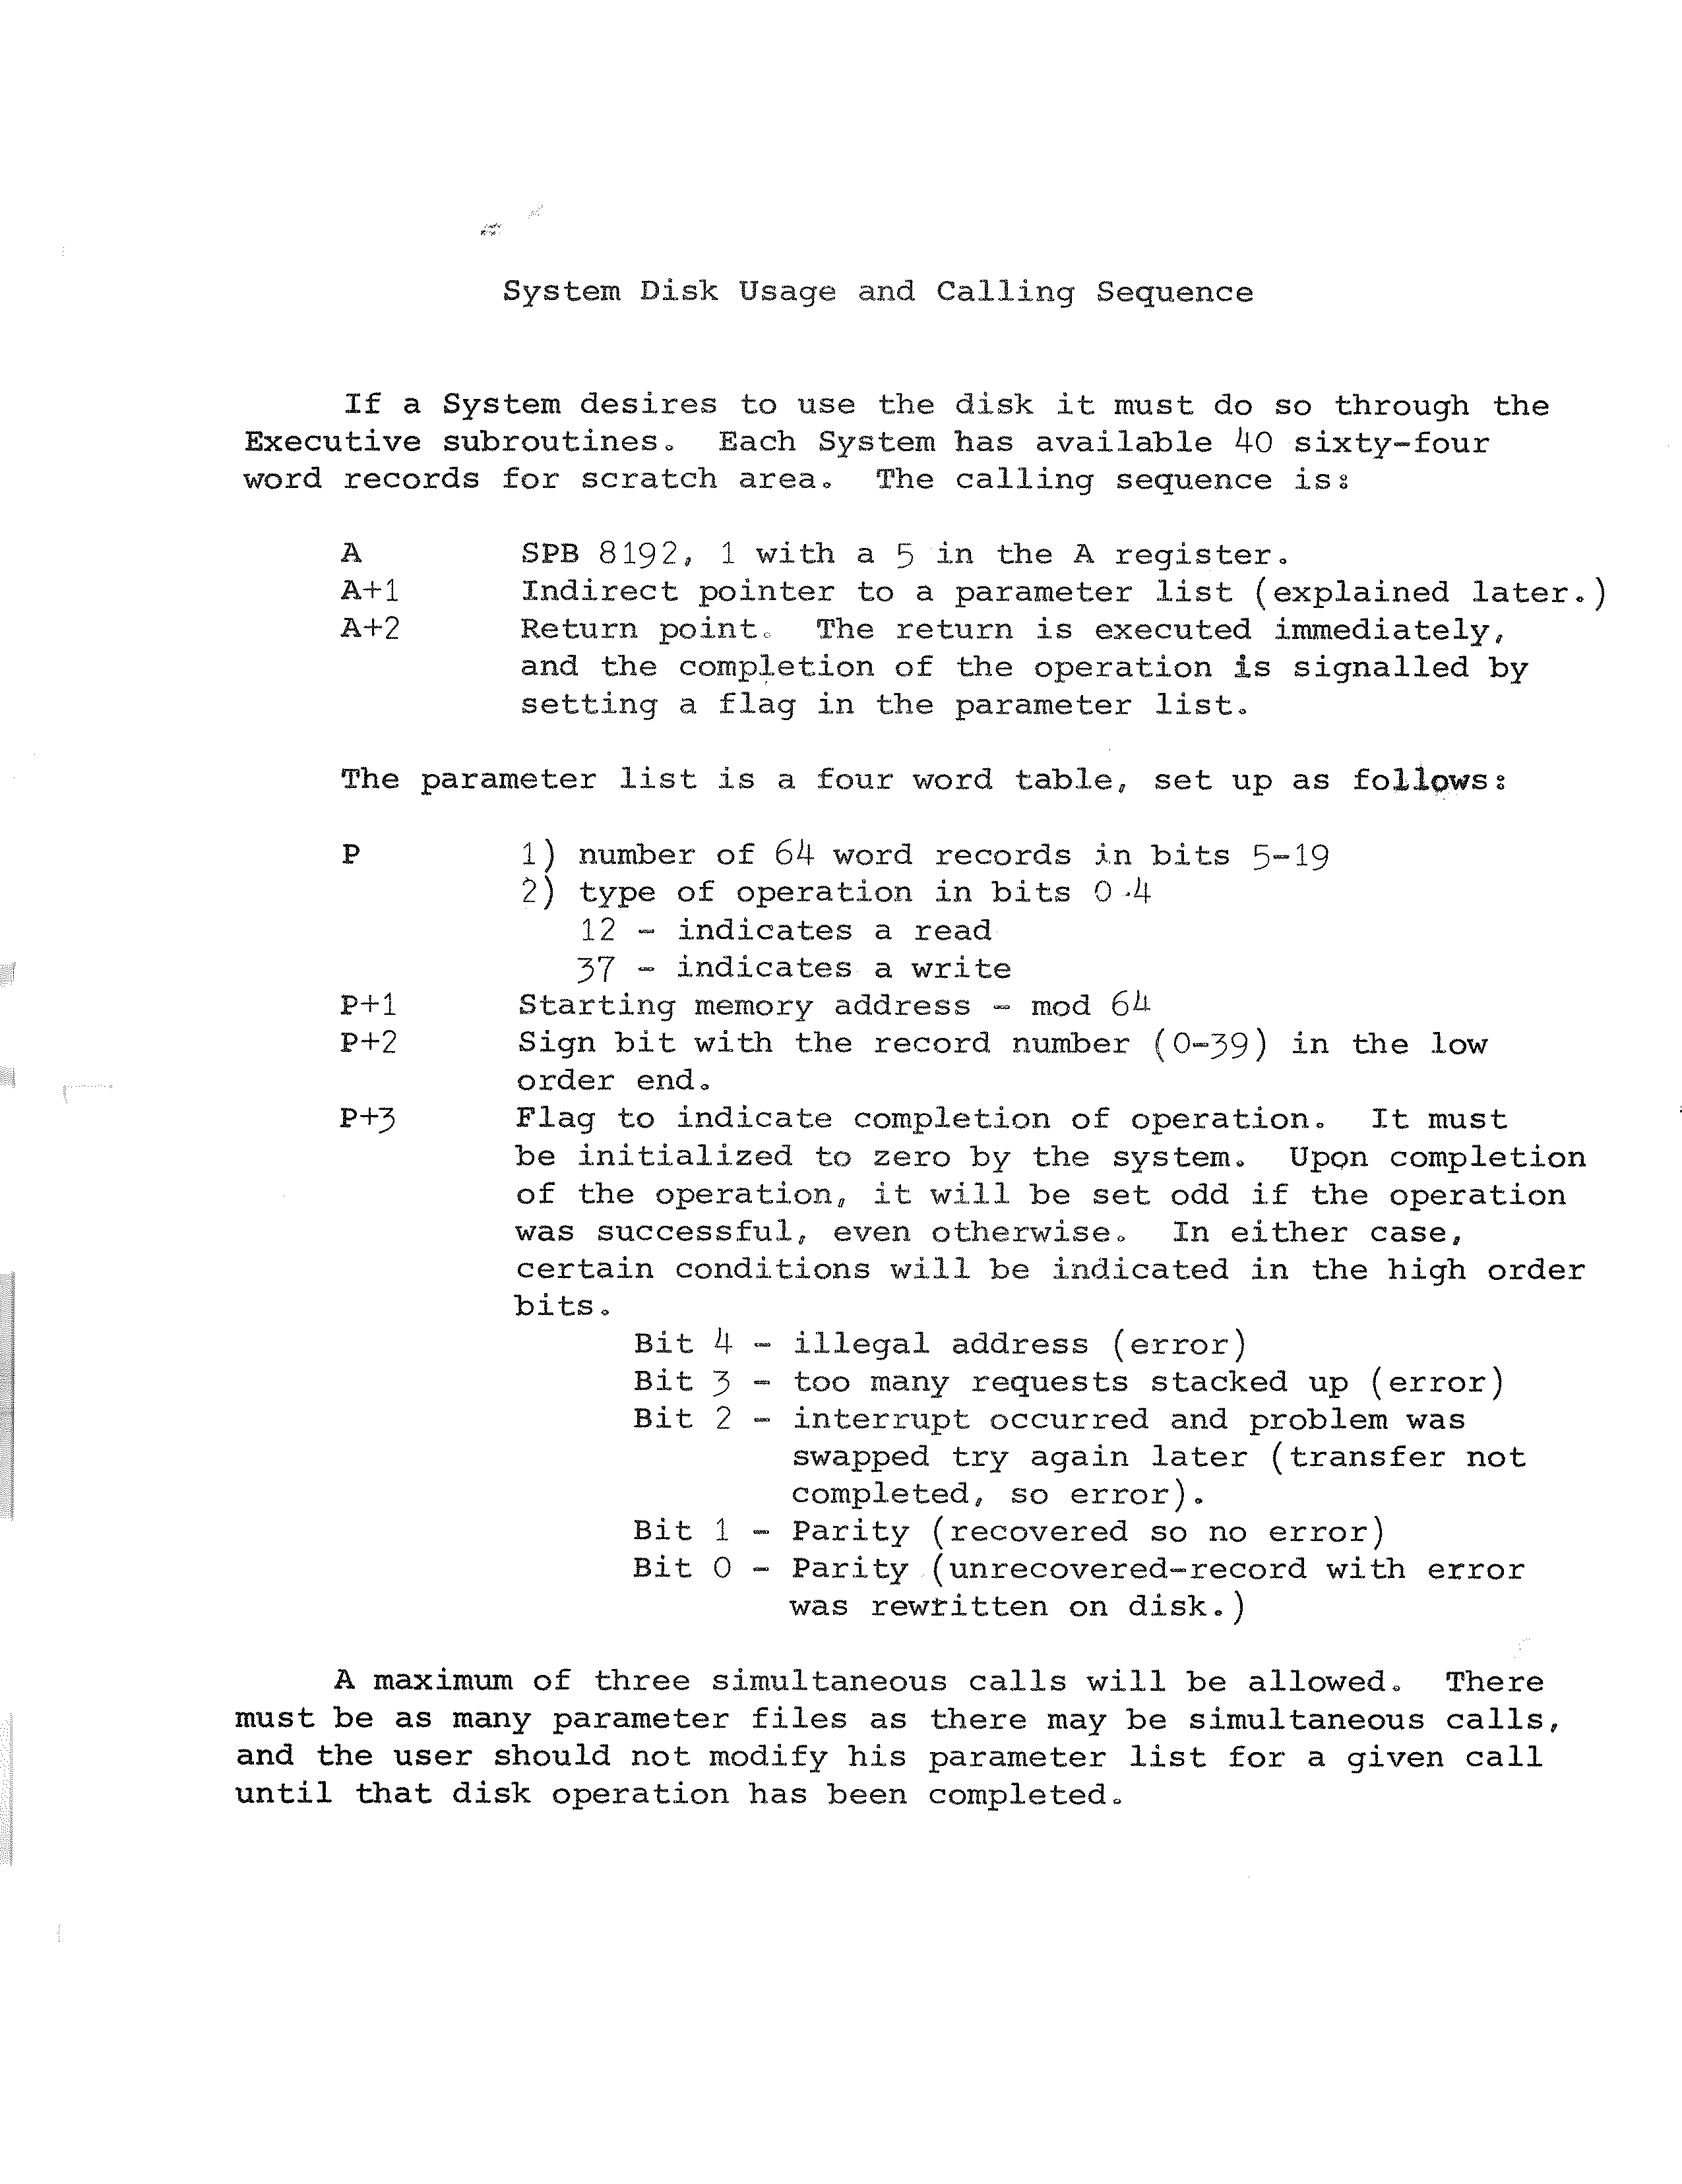 System Disk Usage and Calling Sequence
If a System desires to use the disk it must do so through the
Executive subroutines. Each System has available 40 sixty-four
word records for scratch area. The calling sequence is:
A SPB 8192, 1 with a 5 in the A register.
A+1 Indirect pointer to a parameter list (explained later.)
A+2 Return point. The return is executed immediately,
and the completion of the operation is signalled by
setting a flag in the parameter list.
The parameter list is a four word table, set up as follows:
P 1) number of 64 word records in bits 5-19
2) type of operation in bits 0-4
12 - indicates a read
37 - indicates a write
P+1 Starting memory address - mod 64
P+2 Sign bit with the record number (0-39) in the low
order end.
P+3 Flag to indicate completion of operation. It must
be initialized to zero by the system. Upon completion
of the operation, it will be set odd if the operation
was successful, even otherwise. In either case,
certain conditions will be indicated in the high order
bits.
Bit 4 - illegal address (error)
Bit 3 - too many requests stacked up (error)
Bit 2 - interrupt occurred and problem was
swapped try again later (transfer not
completed, so error).
Bit 1 - Parity (recovered so no error)
Bit 0 - Parity (unrecovered-record with error
was rewritten on disk.)
A maximum of three simultaneous calls will be allowed. There
must be as many parameter files as there may be simultaneous calls,
and the user should not modify his parameter list for a given call
until that disk operation has been completed.